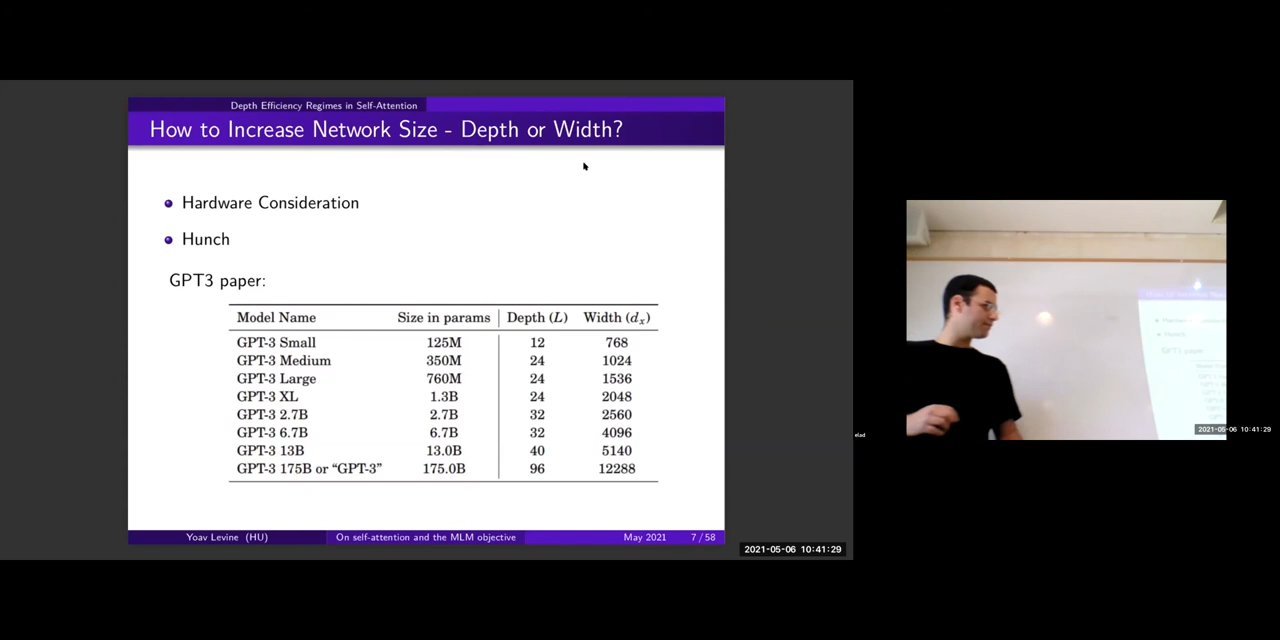 Depth Efficiency Regimes in Self-Attention
How to Increase Network Size - Depth or Width?
Hardware Consideration
Hunch
GPT3 paper:
Model Name Size in params Depth (L) Width (dₓ)
GPT-3 Small 125M 12 768
GPT-3 Medium 350M 24 1024
GPT-3 Large 760M 24 1536
GPT-3 XL 1.3B 24 2048
GPT-3 2.7B 2.7B 32 2560
GPT-3 6.7B 6.7B 32 4096
GPT-3 13B 13.0B 40 5140
GPT-3 175B or “GPT-3” 175.0B 96 12288
Yoav Levine (HU) On self-attention and the MLM objective May 2021 7 / 58
2021-05-06 10:41:29
elad
2021-05-06 10:41:29